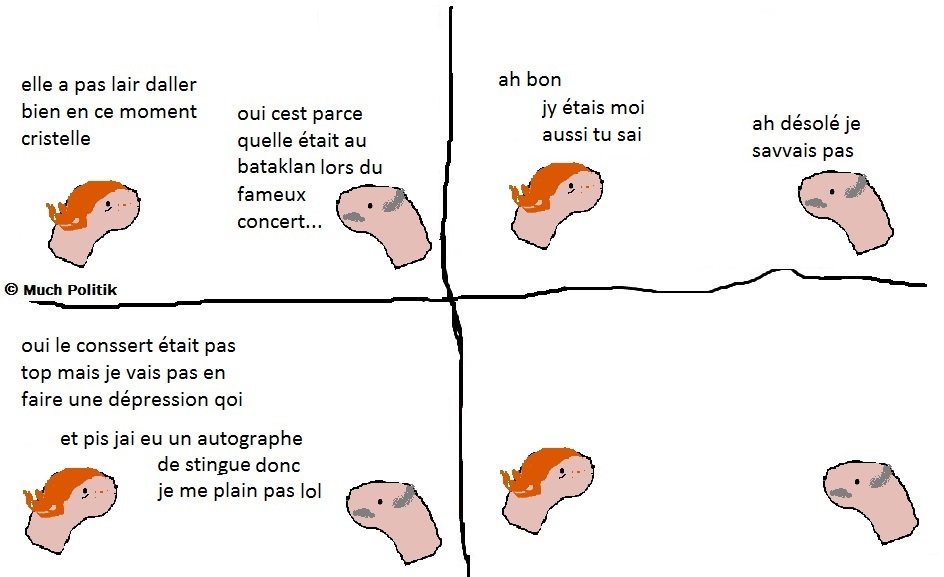 elle a pas lair daller
bien en ce moment
cristelle
oui cest parce
quelle était au
bataklan lors du
fameux
concert...
ah bon
jy étais moi
aussi tu sai
ah désolé je
savvais pas
© Much Politik
oui le conssert était pas
top mais je vais pas en
faire une dépression qoi
et pis jai eu un autographe
de stingue donc
je me plain pas lol